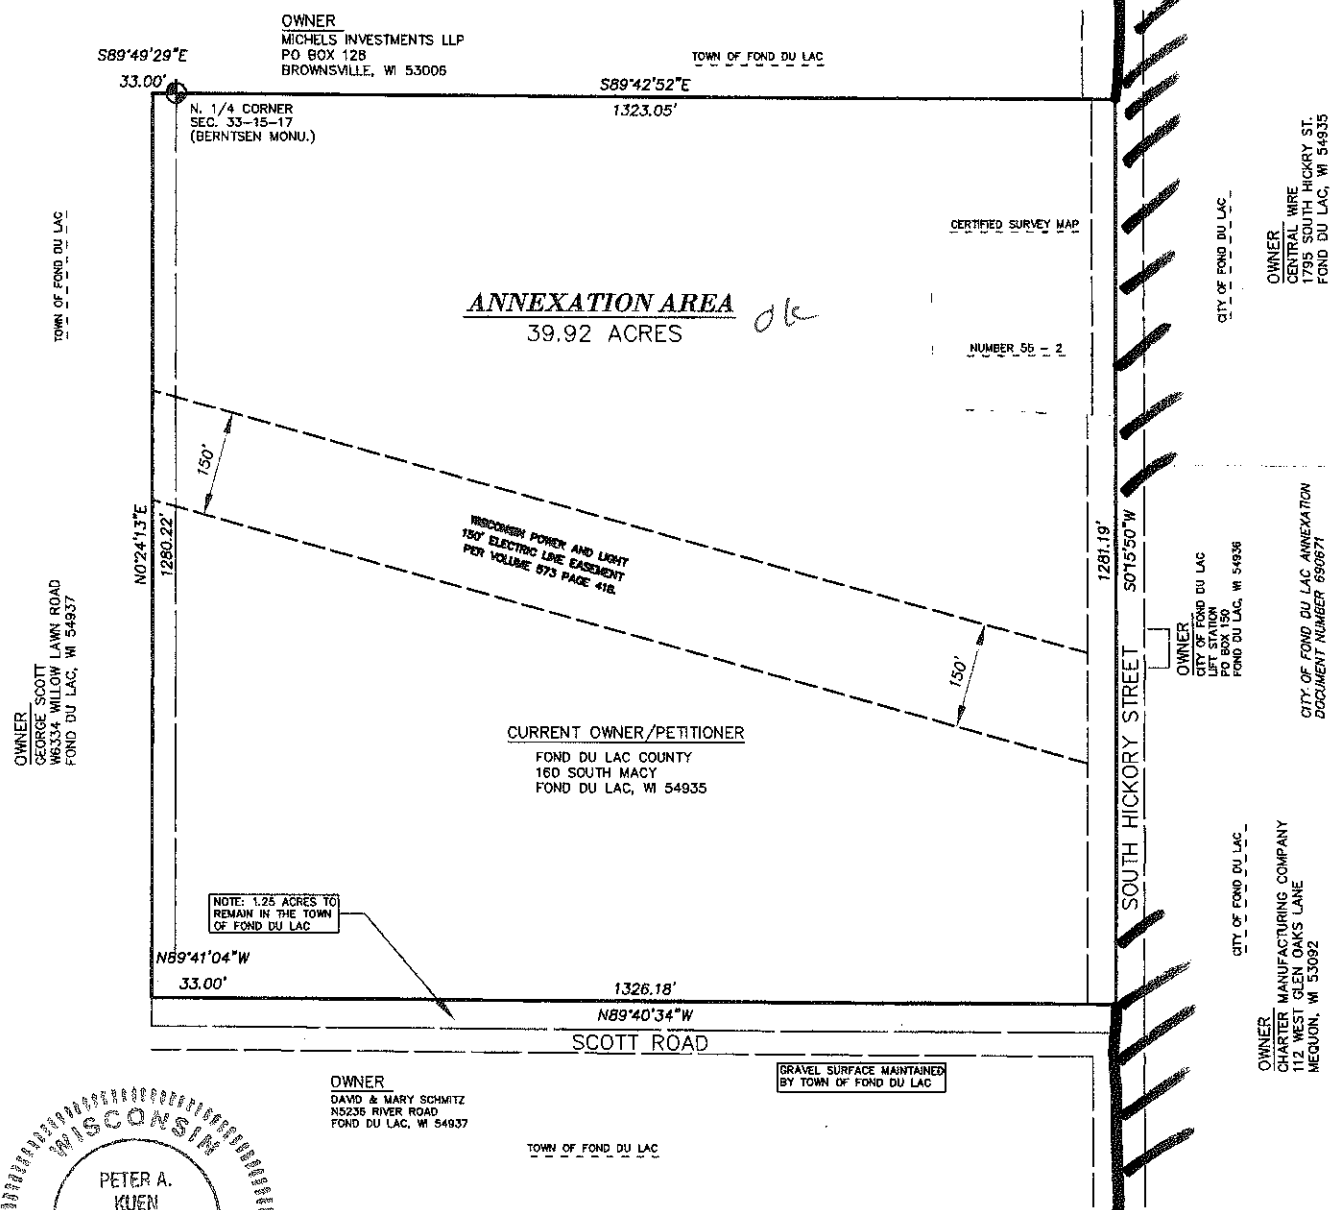 OWNER
MICHELS INVESTMENTS LLP
PO BOX 128
BROWNSVILLE, WI 53006
TOWN OF FOND DU LAC
S89°49'29"E
33.00'
S89°42'52"E
1323.05'
N. 1/4 CORNER
SEC. 33-15-17
(BERNTSEN MONU.)
TOWN OF FOND DU LAC
CERTIFIED SURVEY MAP
NUMBER 56 - 2
CITY OF FOND DU LAC
OWNER
CENTRAL WIRE
1795 SOUTH HICKRY ST.
FOND DU LAC, WI 54935
ANNEXATION AREA
ok
39.92 ACRES
150'
N0°24'13"E
1280.22'
WISCONSIN POWER AND LIGHT
150' ELECTRIC LINE EASEMENT
PER VOLUME 573 PAGE 418.
150'
1281.19'
S0°15'50"W
SOUTH HICKORY STREET
OWNER
CITY OF FOND DU LAC
LIFT STATION
PO BOX 150
FOND DU LAC, WI 54936
CITY OF FOND DU LAC ANNEXATION
DOCUMENT NUMBER 690671
OWNER
GEORGE SCOTT
W6334 WILLOW LAWN ROAD
FOND DU LAC, WI 54937
CURRENT OWNER/PETITIONER
FOND DU LAC COUNTY
160 SOUTH MACY
FOND DU LAC, WI 54935
NOTE: 1.25 ACRES TO
REMAIN IN THE TOWN
OF FOND DU LAC
CITY OF FOND DU LAC
OWNER
CHARTER MANUFACTURING COMPANY
112 WEST GLEN OAKS LANE
MEQUON, WI 53092
N89°41'04"W
33.00'
1326.18'
N89°40'34"W
SCOTT ROAD
GRAVEL SURFACE MAINTAINED
BY TOWN OF FOND DU LAC
OWNER
DAVID & MARY SCHMITZ
N5236 RIVER ROAD
FOND DU LAC, WI 54937
TOWN OF FOND DU LAC
WISCONSIN
PETER A.
KUEN